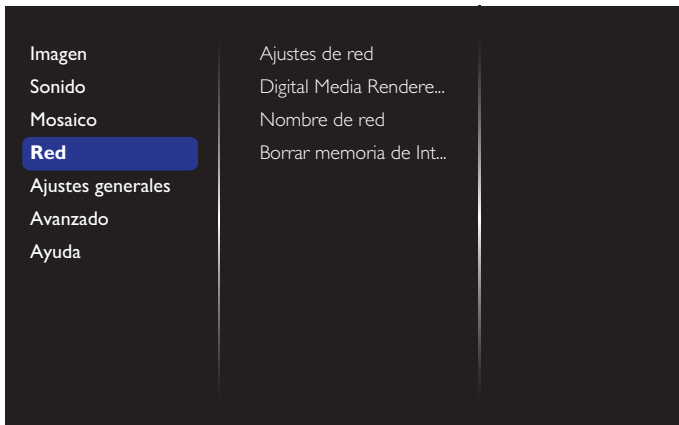 Imagen
Sonido
Mosaico
Red
Ajustes generales
Avanzado
Ayuda
Ajustes de red
Digital Media Rendere...
Nombre de red
Borrar memoria de Int...